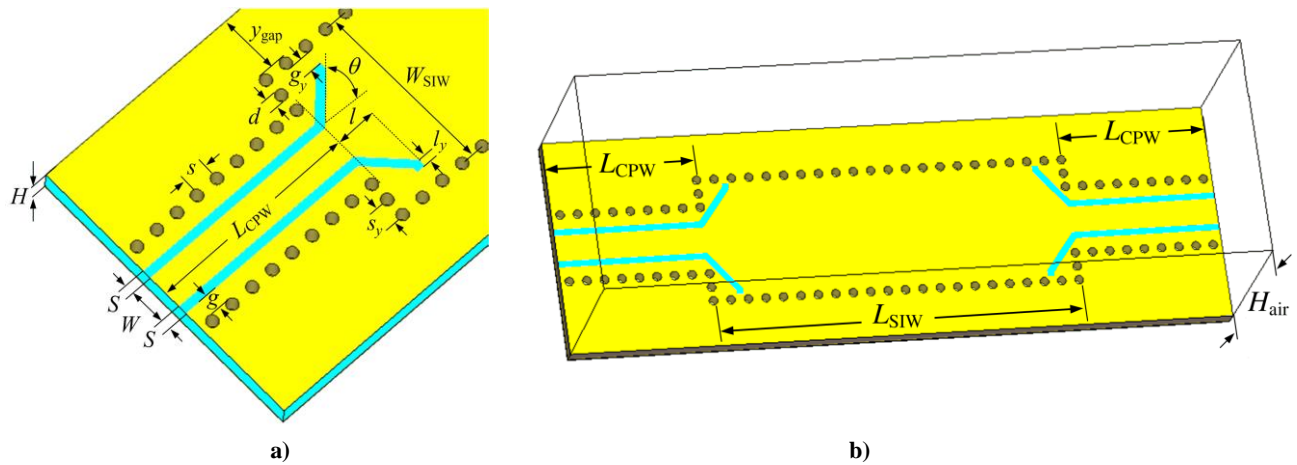 y_gap
g_y
θ
W_SIW
d
l
l_y
s
H
L_CPW
s_y
S
W
S
g
a)
L_CPW
L_CPW
L_SIW
H_air
b)